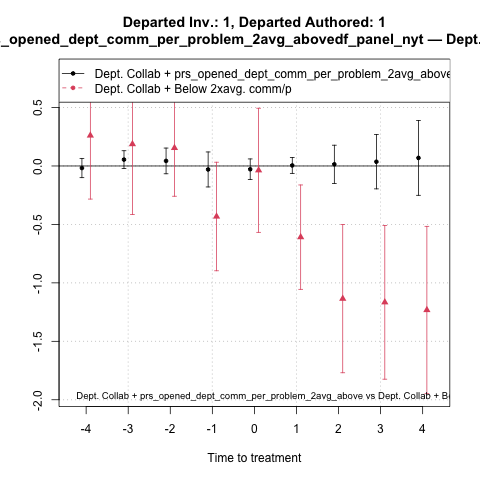 Departed Inv.: 1, Departed Authored: 1
_opened_dept_comm_per_problem_2avg_abovedf_panel_nyt — Dept.
Dept. Collab + prs_opened_dept_comm_per_problem_2avg_above
Dept. Collab + Below 2xavg. comm/p
0.5
0.0
-0.5
-1.0
-1.5
-2.0
Dept. Collab + prs_opened_dept_comm_per_problem_2avg_above vs Dept. Collab + Be
-4 -3 -2 -1 0 1 2 3 4
Time to treatment